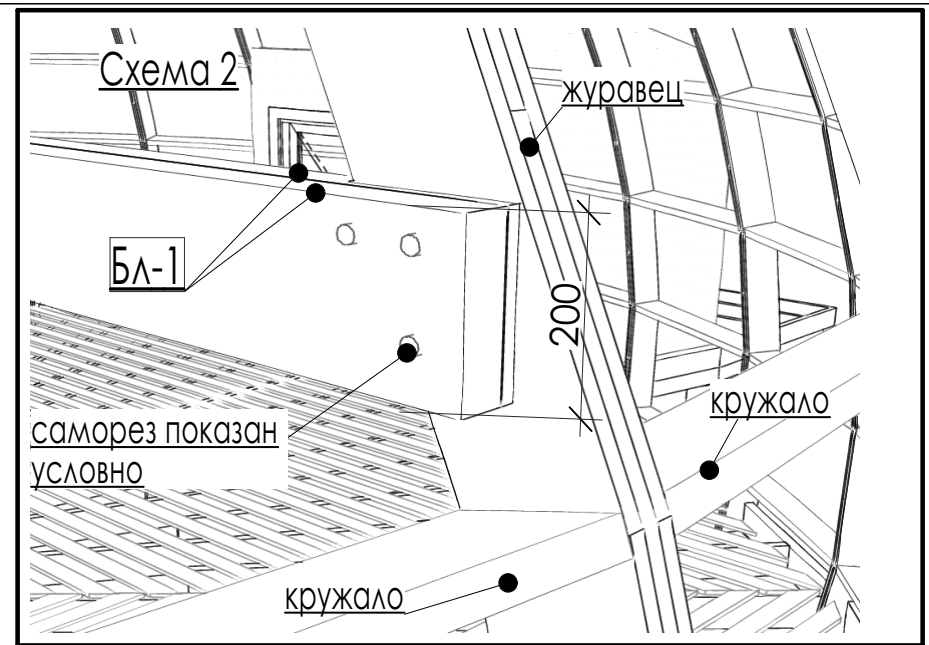 Схема 2
журавец
Бл-1
200
кружало
саморез показан
условно
кружало